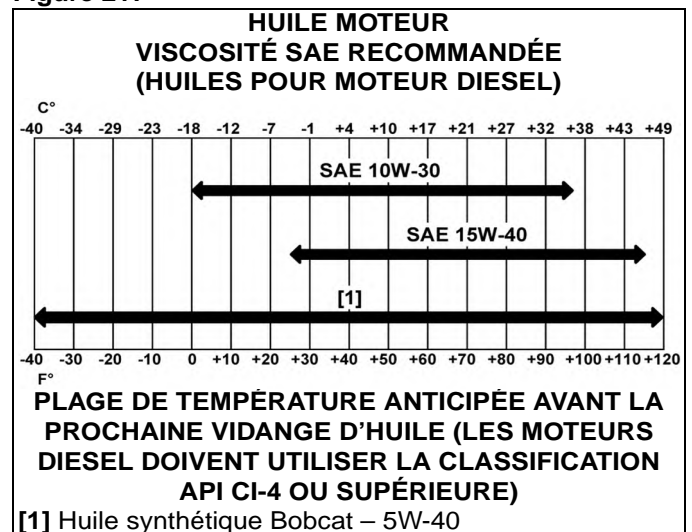 HUILE MOTEUR
VISCOSITÉ SAE RECOMMANDÉE
(HUILES POUR MOTEUR DIESEL)
C°
-40 -34 -29 -23 -18 -12 -7 -1 +4 +10 +17 +21 +27 +32 +38 +43 +49
SAE 10W-30
SAE 15W-40
[1]
-40 -30 -20 -10 0 +10 +20 +30 +40 +50 +60 +70 +80 +90 +100 +110 +120
F°
PLAGE DE TEMPÉRATURE ANTICIPÉE AVANT LA
PROCHAINE VIDANGE D'HUILE (LES MOTEURS
DIESEL DOIVENT UTILISER LA CLASSIFICATION
API CI-4 OU SUPÉRIEURE)
[1] Huile synthétique Bobcat – 5W-40